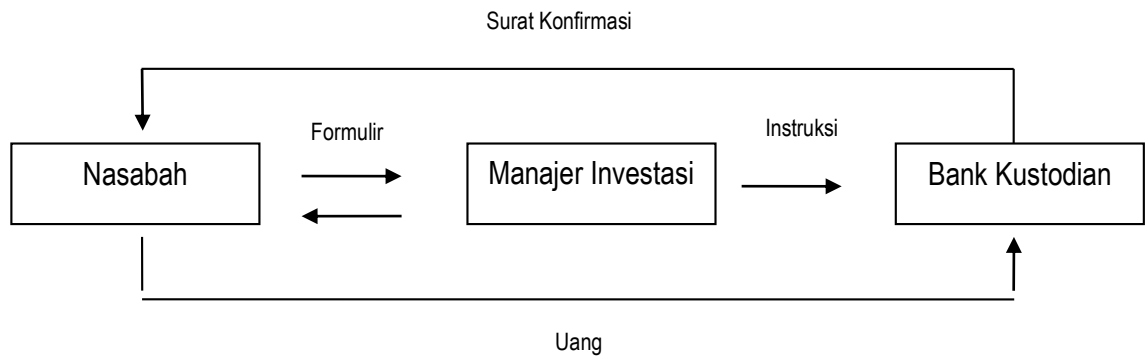 Surat Konfirmasi
Formulir
Instruksi
Nasabah
Manajer Investasi
Bank Kustodian
Uang